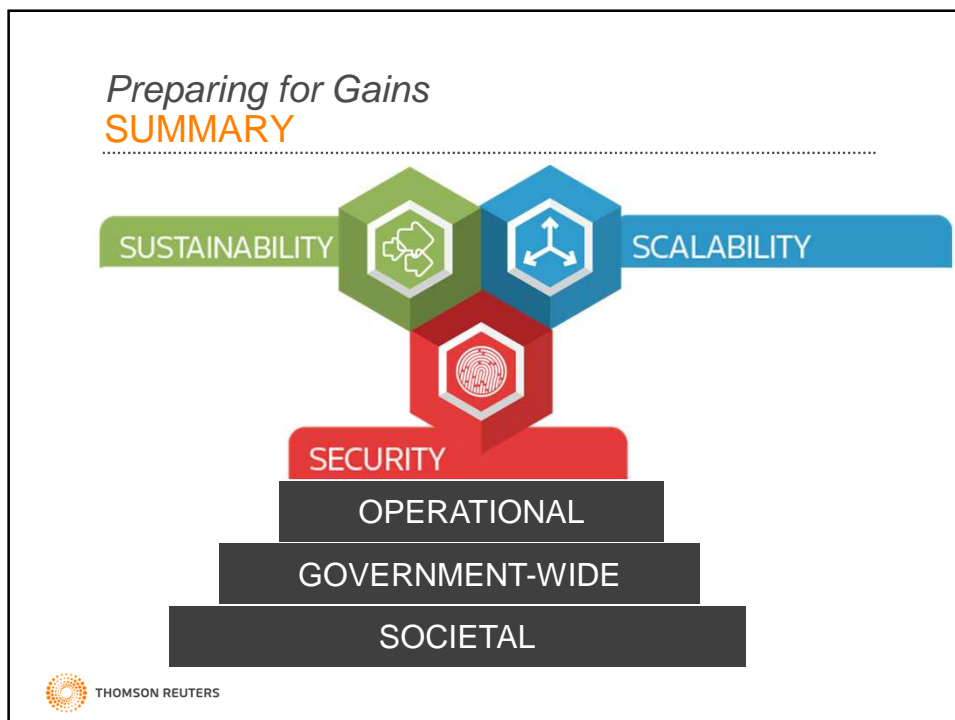 Preparing for Gains
SUMMARY
SUSTAINABILITY
SCALABILITY
SECURITY
OPERATIONAL
GOVERNMENT-WIDE
SOCIETAL
THOMSON REUTERS